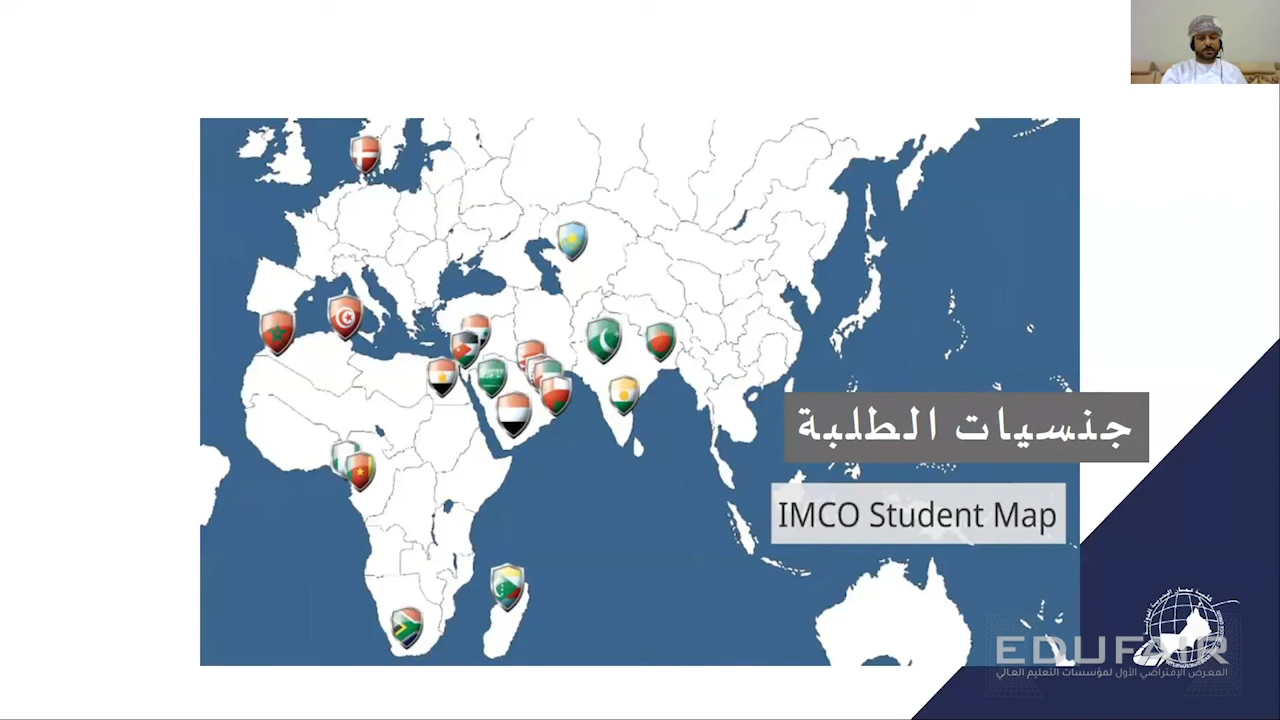 جنسيات الطلبة
IMCO Student Map
EDUFAIR
المعرض الإفتراضي الأول لمؤسسات التعليم العالي